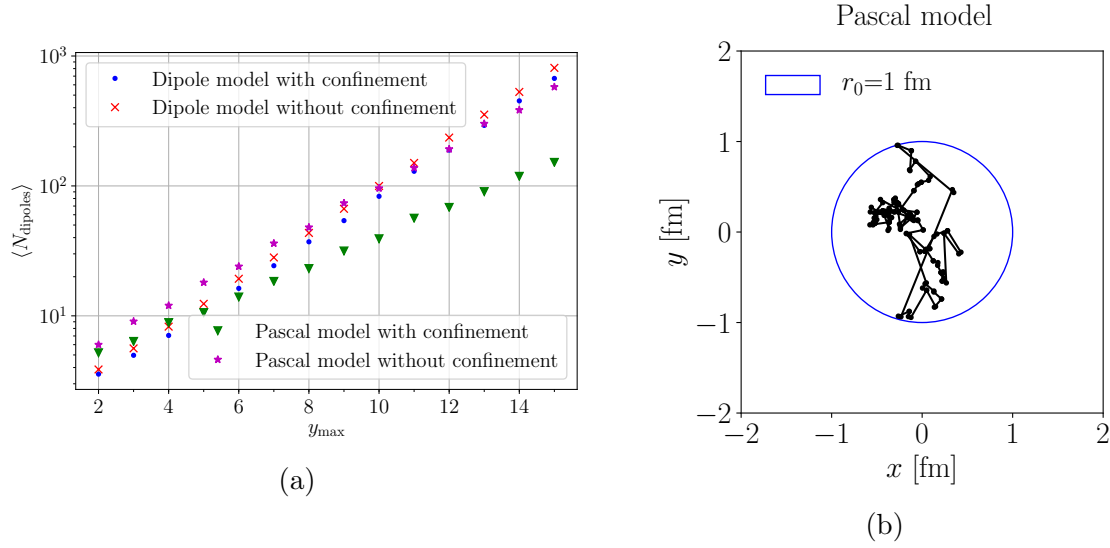 10³
10²
10¹
⟨N_dipoles⟩
Dipole model with confinement
Dipole model without confinement
Pascal model with confinement
Pascal model without confinement
2 4 6 8 10 12 14
y_max
(a)
Pascal model
r₀=1 fm
2
1
0
−1
−2
y [fm]
−2 −1 0 1 2
x [fm]
(b)